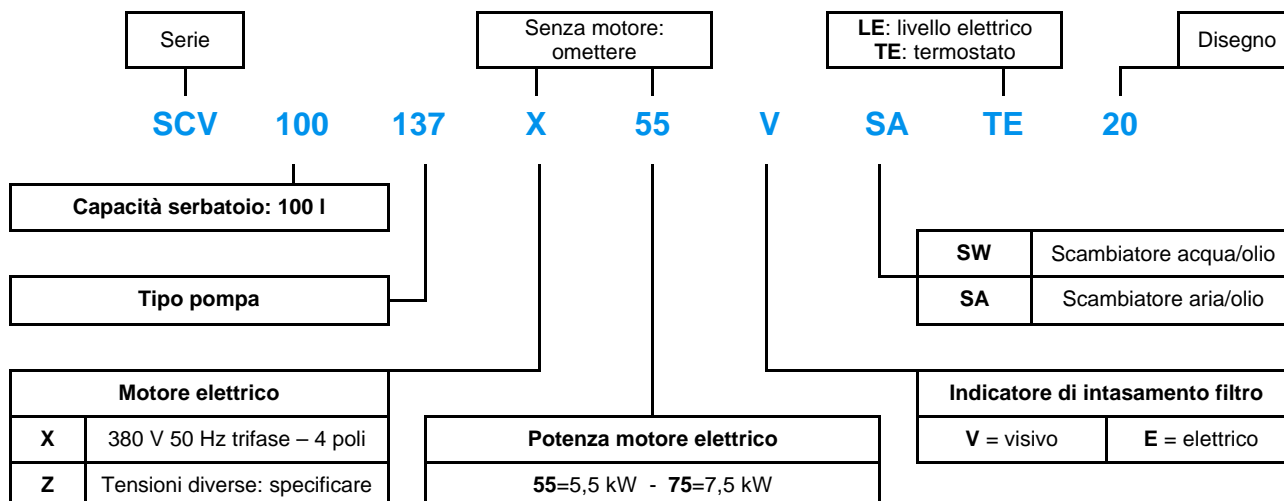 Serie
Senza motore:
omettere
LE: livello elettrico
TE: termostato
Disegno
SCV 100 137 X 55 V SA TE 20
Capacità serbatoio: 100 l
Tipo pompa
SW Scambiatore acqua/olio
SA Scambiatore aria/olio
Motore elettrico
X 380 V 50 Hz trifase – 4 poli
Z Tensioni diverse: specificare
Potenza motore elettrico
55=5,5 kW - 75=7,5 kW
Indicatore di intasamento filtro
V = visivo E = elettrico